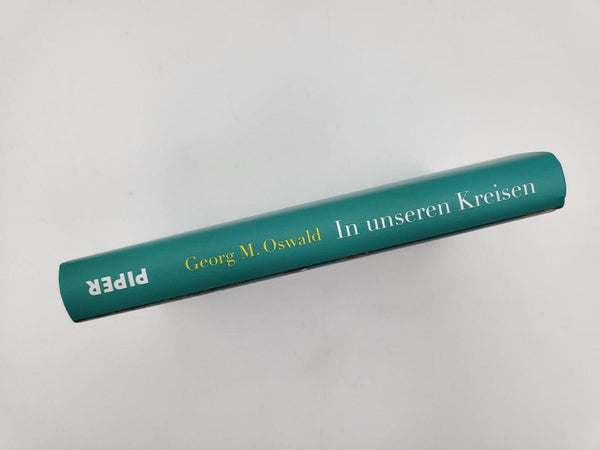 Georg M. Oswald In unseren Kreisen
PIPER